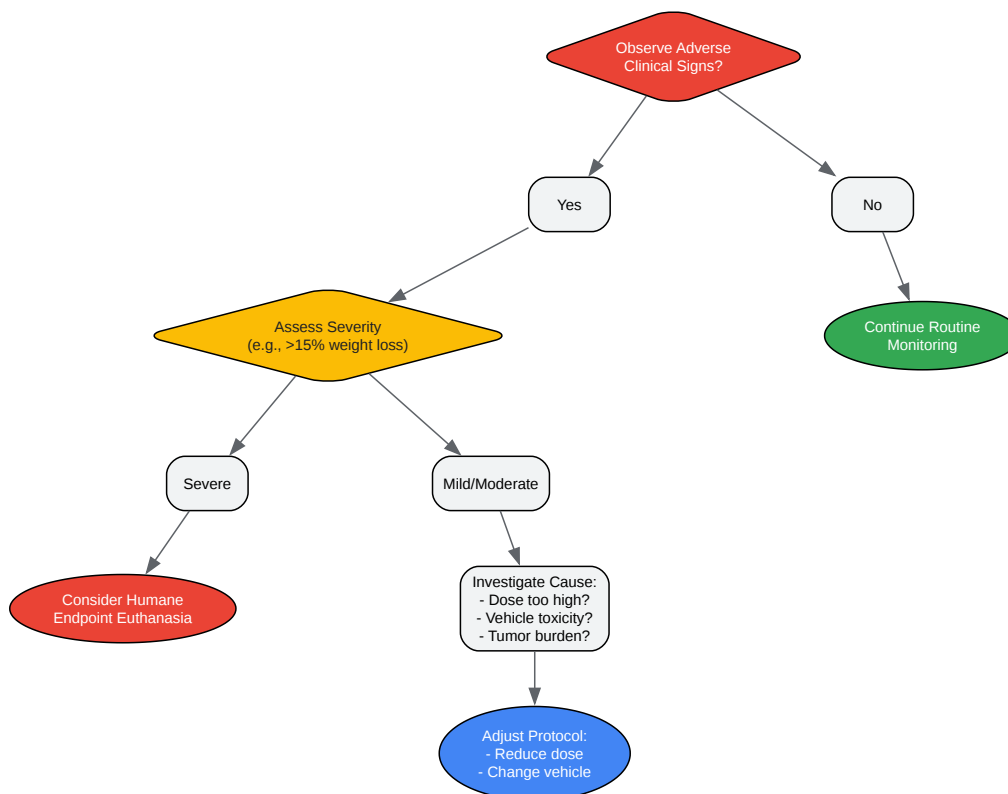 Observe Adverse
Clinical Signs?
Yes
No
Assess Severity
(e.g., >15% weight loss)
Continue Routine
Monitoring
Severe
Mild/Moderate
Consider Humane
Endpoint Euthanasia
Investigate Cause:
- Dose too high?
- Vehicle toxicity?
- Tumor burden?
Adjust Protocol:
- Reduce dose
- Change vehicle